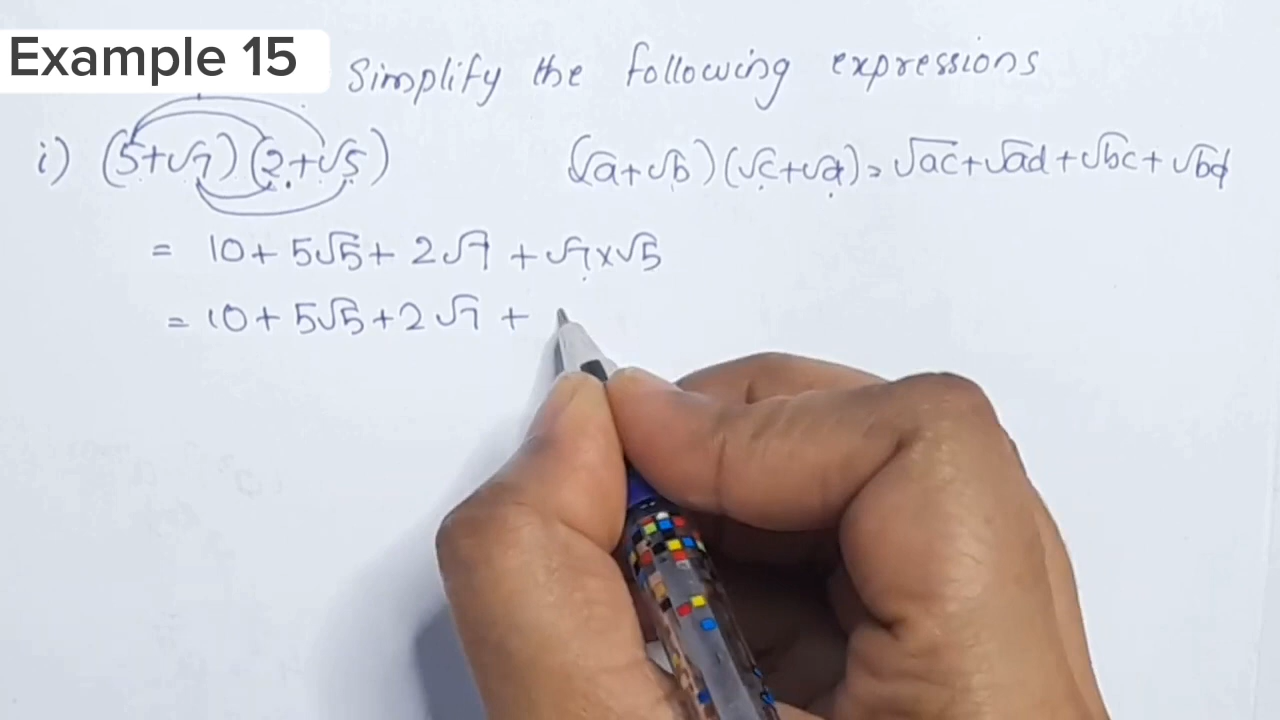 Example 15 Simplify the following expressions
i) (5+√7)(2+√5) (√a+√b)(√c+√d)=√ac+√ad+√bc+√bd
= 10+ 5√5+ 2√7 +√7×√5
= 10+ 5√5+2√7 +